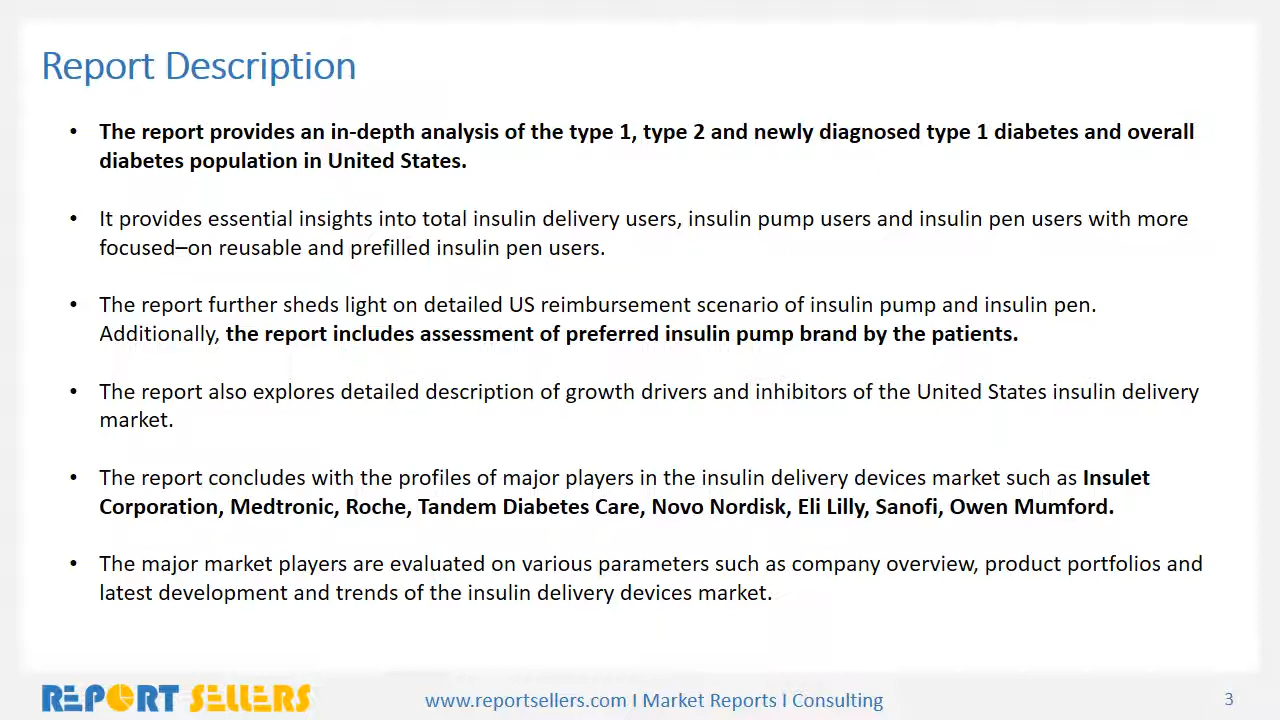 Report Description
• The report provides an in-depth analysis of the type 1, type 2 and newly diagnosed type 1 diabetes and overall
diabetes population in United States.
• It provides essential insights into total insulin delivery users, insulin pump users and insulin pen users with more
focused–on reusable and prefilled insulin pen users.
• The report further sheds light on detailed US reimbursement scenario of insulin pump and insulin pen.
Additionally, the report includes assessment of preferred insulin pump brand by the patients.
• The report also explores detailed description of growth drivers and inhibitors of the United States insulin delivery
market.
• The report concludes with the profiles of major players in the insulin delivery devices market such as Insulet
Corporation, Medtronic, Roche, Tandem Diabetes Care, Novo Nordisk, Eli Lilly, Sanofi, Owen Mumford.
• The major market players are evaluated on various parameters such as company overview, product portfolios and
latest development and trends of the insulin delivery devices market.
REPORT SELLERS
www.reportsellers.com I Market Reports I Consulting
3